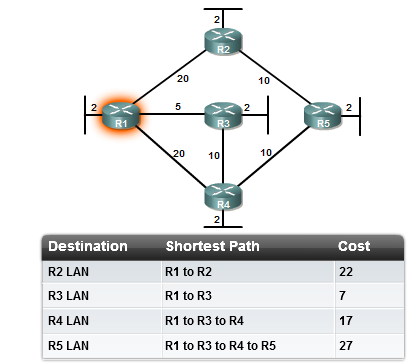 2
R2
20
10
2
5
2
2
R1
R3
R5
20
10
10
R4
2
Destination Shortest Path Cost
R2 LAN R1 to R2 22
R3 LAN R1 to R3 7
R4 LAN R1 to R3 to R4 17
R5 LAN R1 to R3 to R4 to R5 27